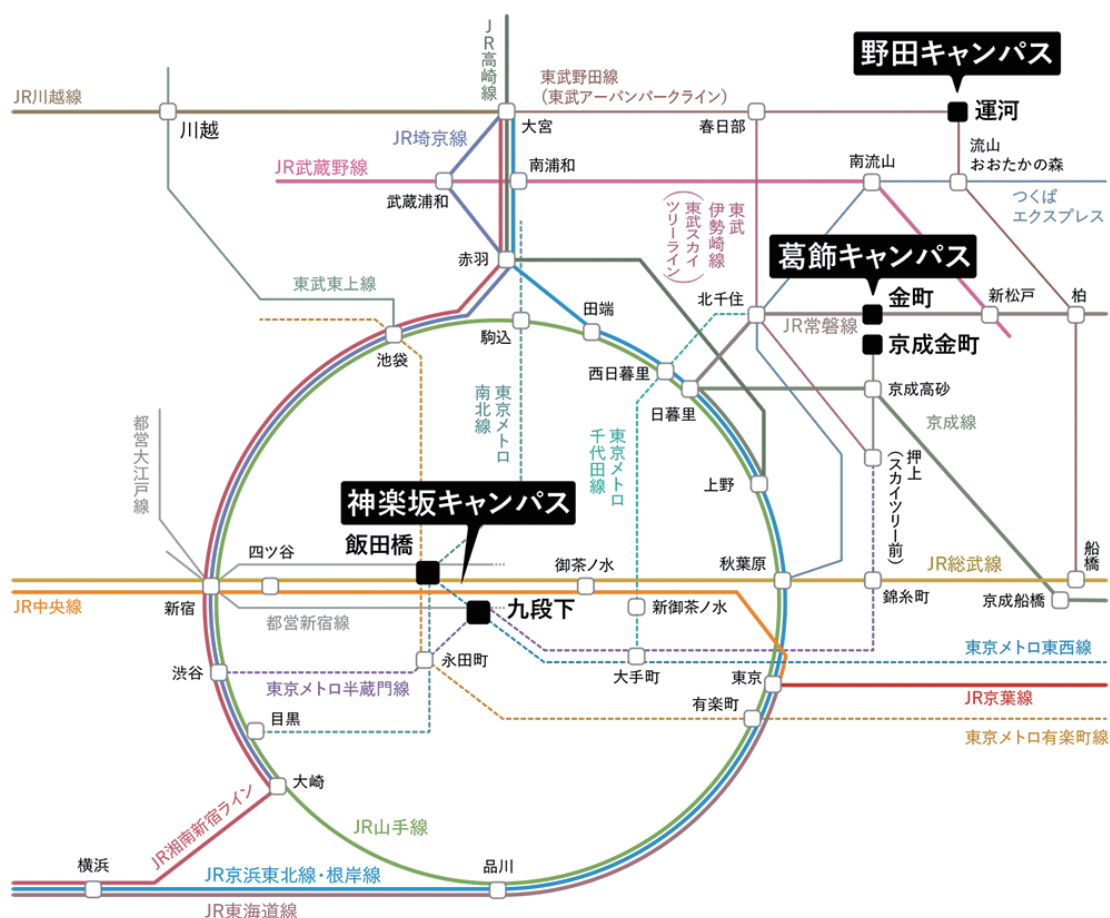 JR高崎線
野田キャンパス
JR川越線
東武野田線
(東武アーバンパークライン)
川越
大宮
春日部
運河
JR埼京線
JR武蔵野線
南浦和
武蔵浦和
南流山
流山
おおたかの森
つくば
エクスプレス
東武
伊勢崎線
(東武スカイ
ツリーライン)
葛飾キャンパス
赤羽
東武東上線
田端
北千住
金町
新松戸
柏
JR常磐線
池袋
駒込
京成金町
西日暮里
日暮里
京成高砂
京成線
都営大江戸線
東京メトロ
南北線
東京メトロ
千代田線
上野
押上
(スカイツリー前)
神楽坂キャンパス
飯田橋
四ツ谷
御茶ノ水
秋葉原
JR総武線
船橋
JR中央線
新宿
都営新宿線
九段下
新御茶ノ水
錦糸町
京成船橋
渋谷
東京メトロ半蔵門線
永田町
大手町
東京メトロ東西線
東京
JR京葉線
有楽町
東京メトロ有楽町線
目黒
大崎
JR湘南新宿ライン
JR山手線
横浜
JR京浜東北線・根岸線
品川
JR東海道線